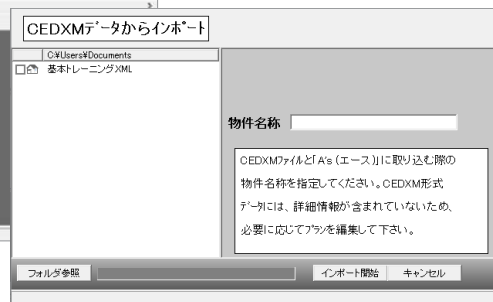 CEDXMデータからインポート
C:¥Users¥Documents
基本トレーニングXML
物件名称
CEDXMファイルと「A's (エース)」に取り込む際の
物件名称を指定してください。CEDXM形式
データには、詳細情報が含まれていないため、
必要に応じてプランを編集して下さい。
フォルダ参照 インポート開始 キャンセル